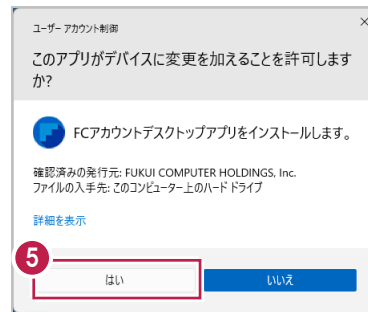 ユーザー アカウント制御
×
このアプリがデバイスに変更を加えることを許可します
か?
FCアカウントデスクトップアプリをインストールします。
確認済みの発行元: FUKUI COMPUTER HOLDINGS, Inc.
ファイルの入手先: このコンピューター上のハード ドライブ
詳細を表示
5
はい
いいえ